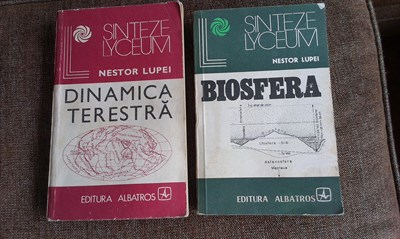 SINTEZE
LYCEUM
NESTOR LUPEI
DINAMICA
TERESTRĂ
EDITURA ALBATROS
SINTEZE
LYCEUM
NESTOR LUPEI
BIOSFERA
EDITURA ALBATROS